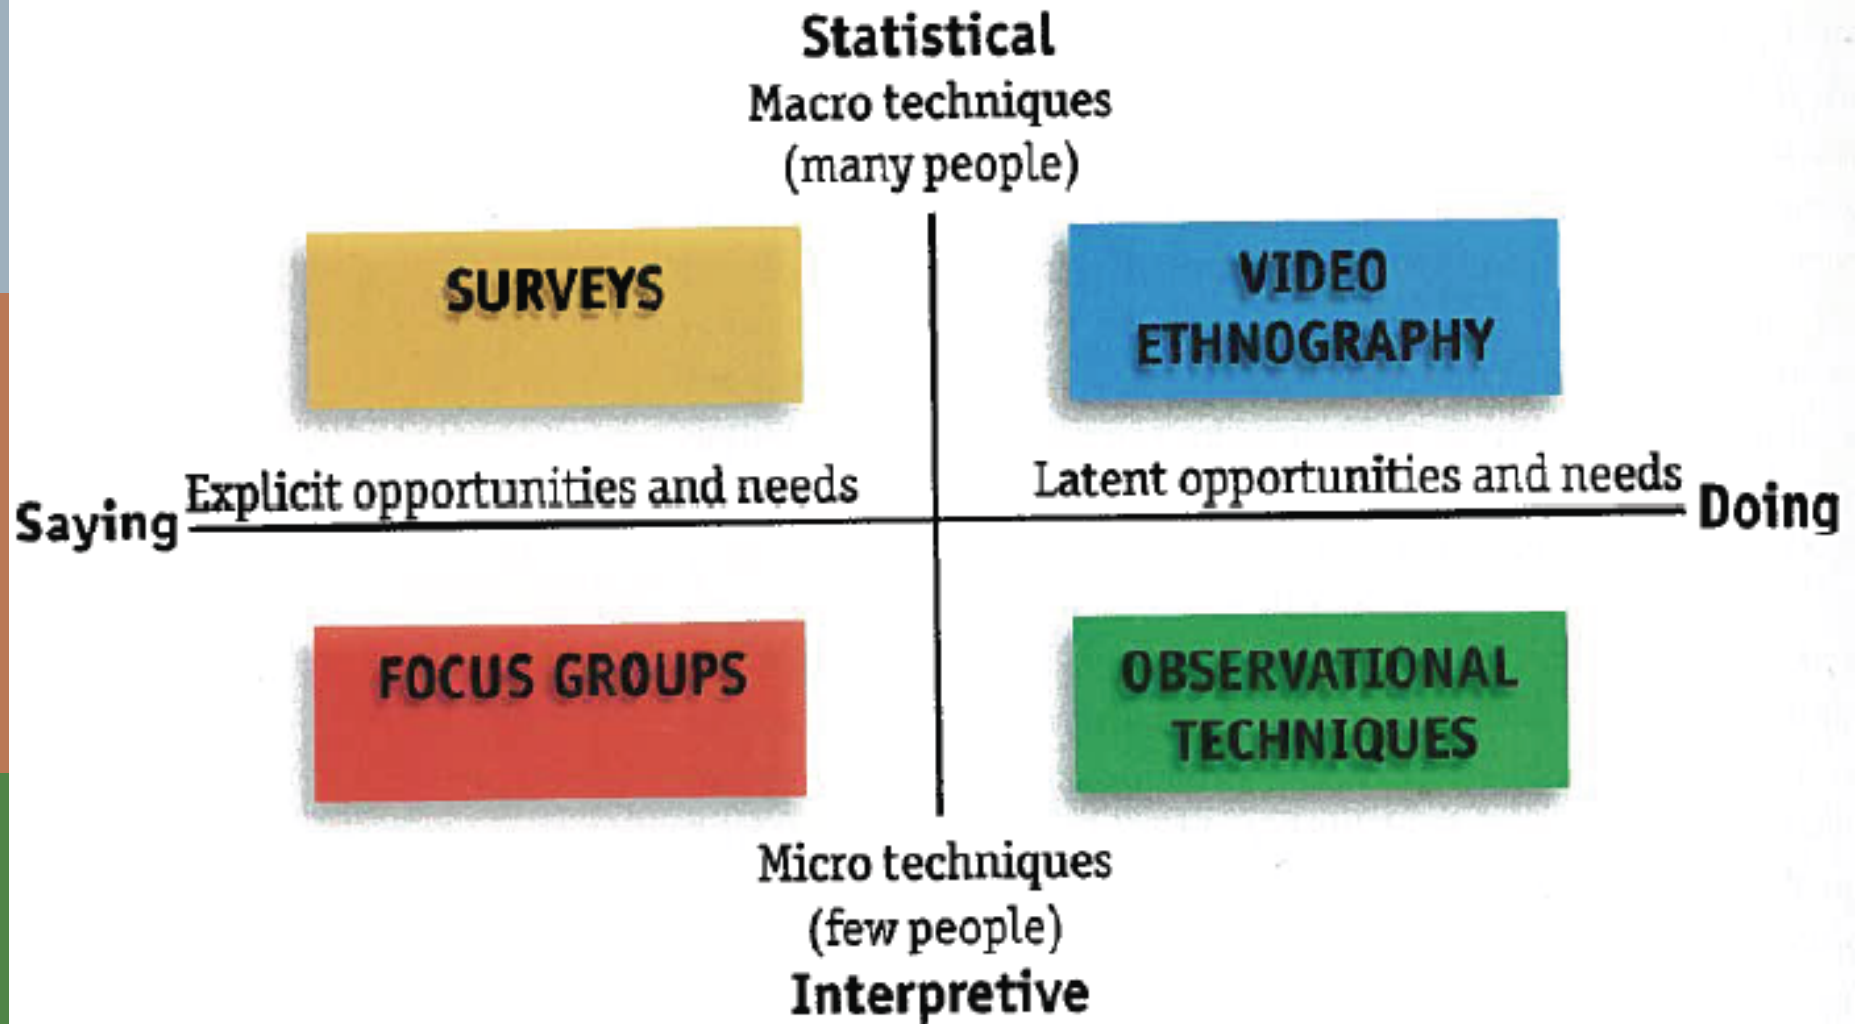 Statistical
Macro techniques
(many people)
SURVEYS
VIDEO
ETHNOGRAPHY
Explicit opportunities and needs
Latent opportunities and needs
Saying
Doing
FOCUS GROUPS
OBSERVATIONAL
TECHNIQUES
Micro techniques
(few people)
Interpretive